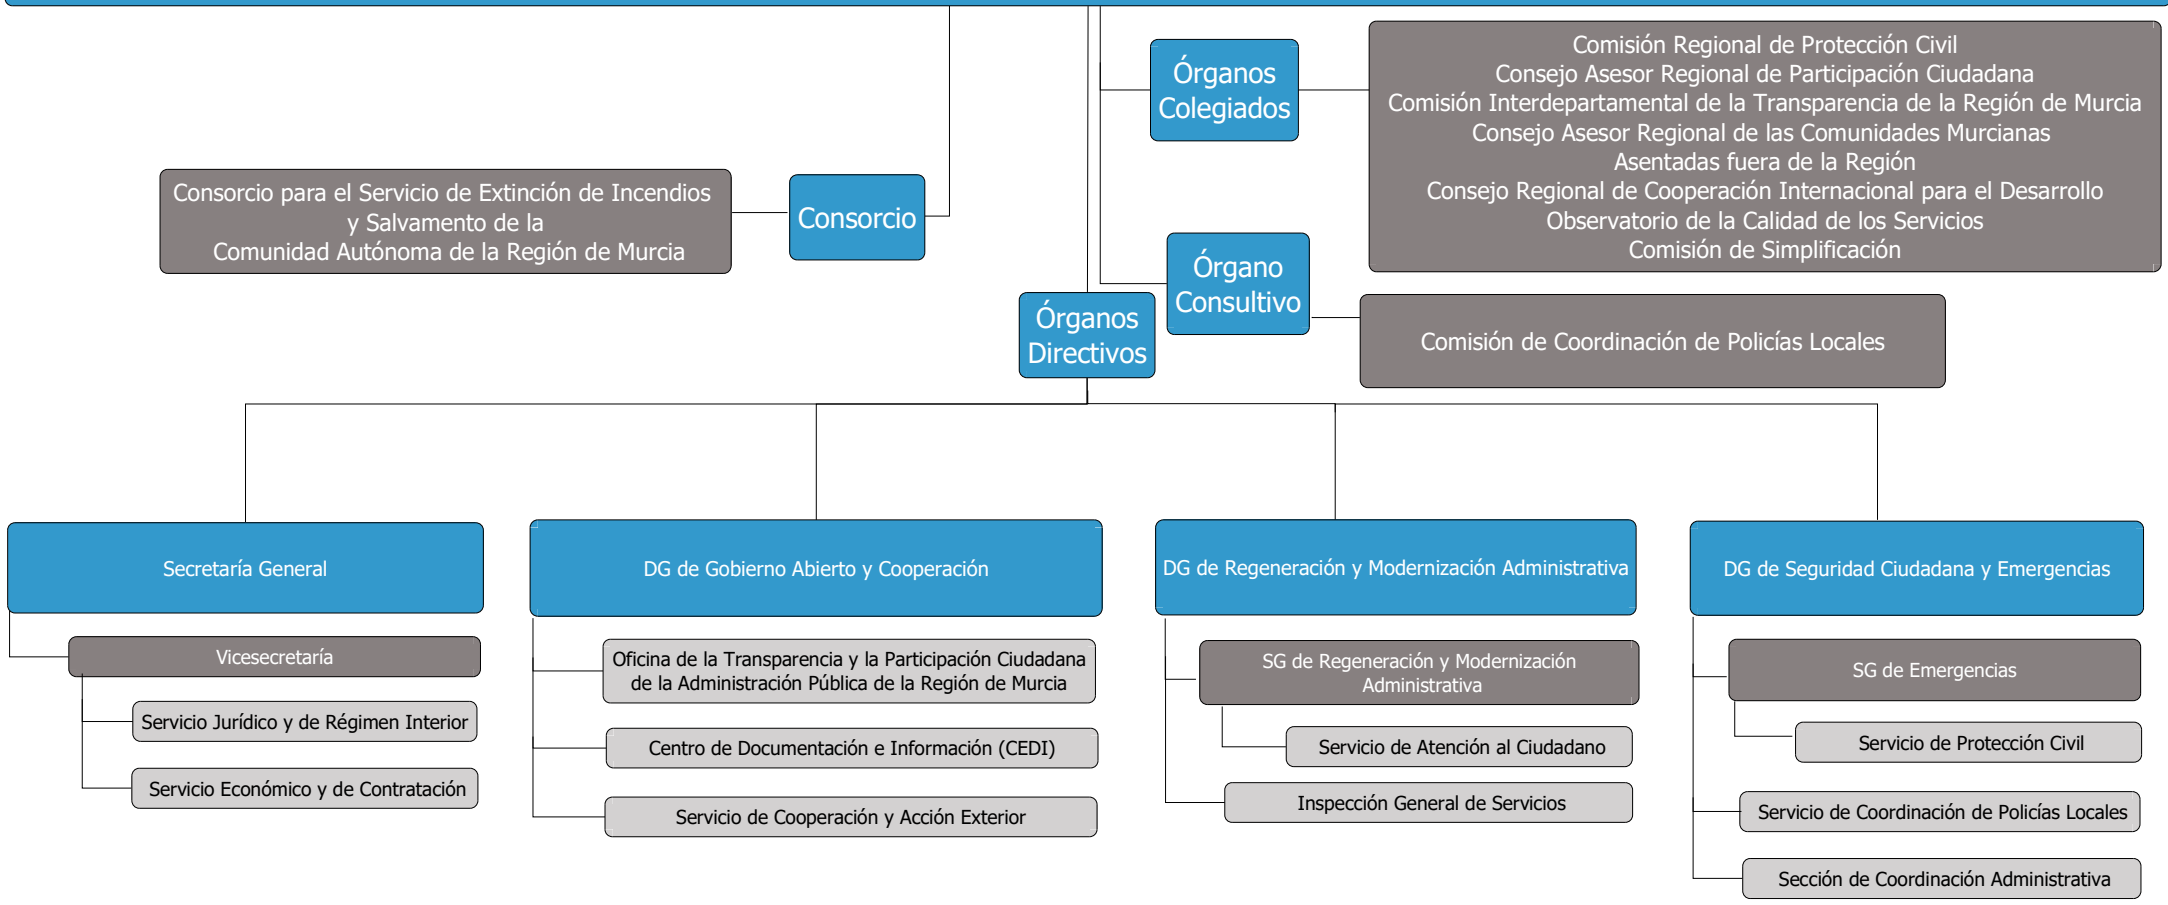 Órganos
Colegiados
Comisión Regional de Protección Civil
Consejo Asesor Regional de Participación Ciudadana
Comisión Interdepartamental de la Transparencia de la Región de Murcia
Consejo Asesor Regional de las Comunidades Murcianas
Asentadas fuera de la Región
Consejo Regional de Cooperación Internacional para el Desarrollo
Observatorio de la Calidad de los Servicios
Comisión de Simplificación
Consorcio para el Servicio de Extinción de Incendios
y Salvamento de la
Comunidad Autónoma de la Región de Murcia
Consorcio
Órgano
Consultivo
Comisión de Coordinación de Policías Locales
Órganos
Directivos
Secretaría General
Vicesecretaría
Servicio Jurídico y de Régimen Interior
Servicio Económico y de Contratación
DG de Gobierno Abierto y Cooperación
Oficina de la Transparencia y la Participación Ciudadana
de la Administración Pública de la Región de Murcia
Centro de Documentación e Información (CEDI)
Servicio de Cooperación y Acción Exterior
DG de Regeneración y Modernización Administrativa
SG de Regeneración y Modernización
Administrativa
Servicio de Atención al Ciudadano
Inspección General de Servicios
DG de Seguridad Ciudadana y Emergencias
SG de Emergencias
Servicio de Protección Civil
Servicio de Coordinación de Policías Locales
Sección de Coordinación Administrativa